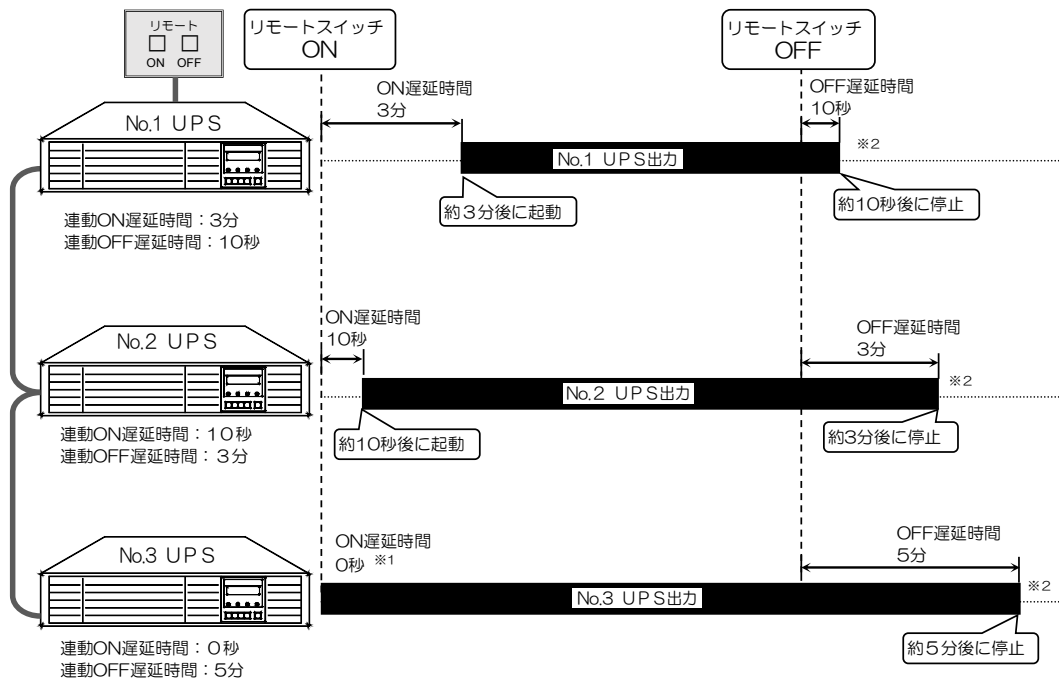 リモート
ON OFF
リモートスイッチ
ON
リモートスイッチ
OFF
No.1 UPS
ON遅延時間
3分
OFF遅延時間
10秒
No.1 UPS出力
※2
約3分後に起動
約10秒後に停止
連動ON遅延時間：3分
連動OFF遅延時間：10秒
No.2 UPS
ON遅延時間
10秒
OFF遅延時間
3分
No.2 UPS出力
※2
約10秒後に起動
約3分後に停止
連動ON遅延時間：10秒
連動OFF遅延時間：3分
No.3 UPS
ON遅延時間
0秒 ※1
OFF遅延時間
5分
No.3 UPS出力
※2
約5分後に停止
連動ON遅延時間：0秒
連動OFF遅延時間：5分